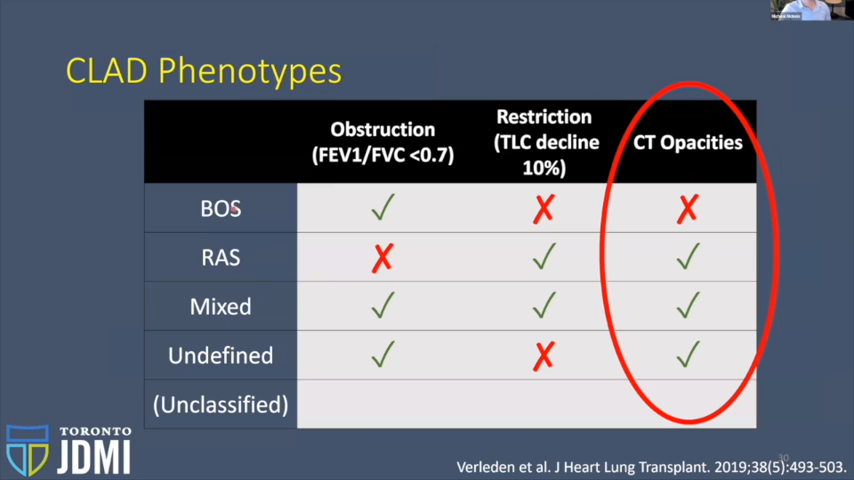 CLAD Phenotypes
Obstruction
(FEV1/FVC <0.7)
Restriction
(TLC decline
10%)
CT Opacities
BOS ✓ ✗ ✗
RAS ✗ ✓ ✓
Mixed ✓ ✓ ✓
Undefined ✓ ✗ ✓
(Unclassified)
TORONTO
JDMI
30
Verleden et al. J Heart Lung Transplant. 2019;38(5):493-503.